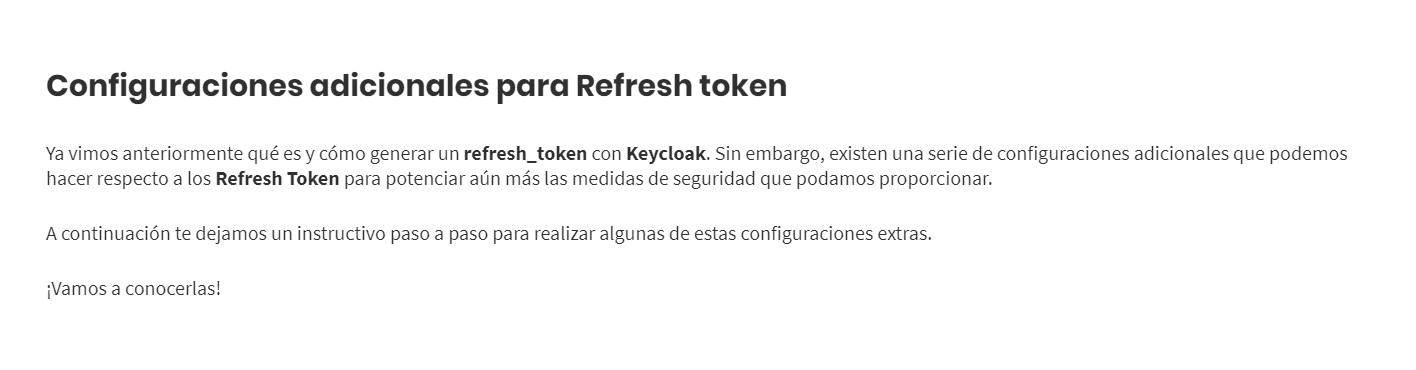 Configuraciones adicionales para Refresh token
Ya vimos anteriormente qué es y cómo generar un refresh_token con Keycloak. Sin embargo, existen una serie de configuraciones adicionales que podemos
hacer respecto a los Refresh Token para potenciar aún más las medidas de seguridad que podamos proporcionar.
A continuación te dejamos un instructivo paso a paso para realizar algunas de estas configuraciones extras.
¡Vamos a conocerlas!